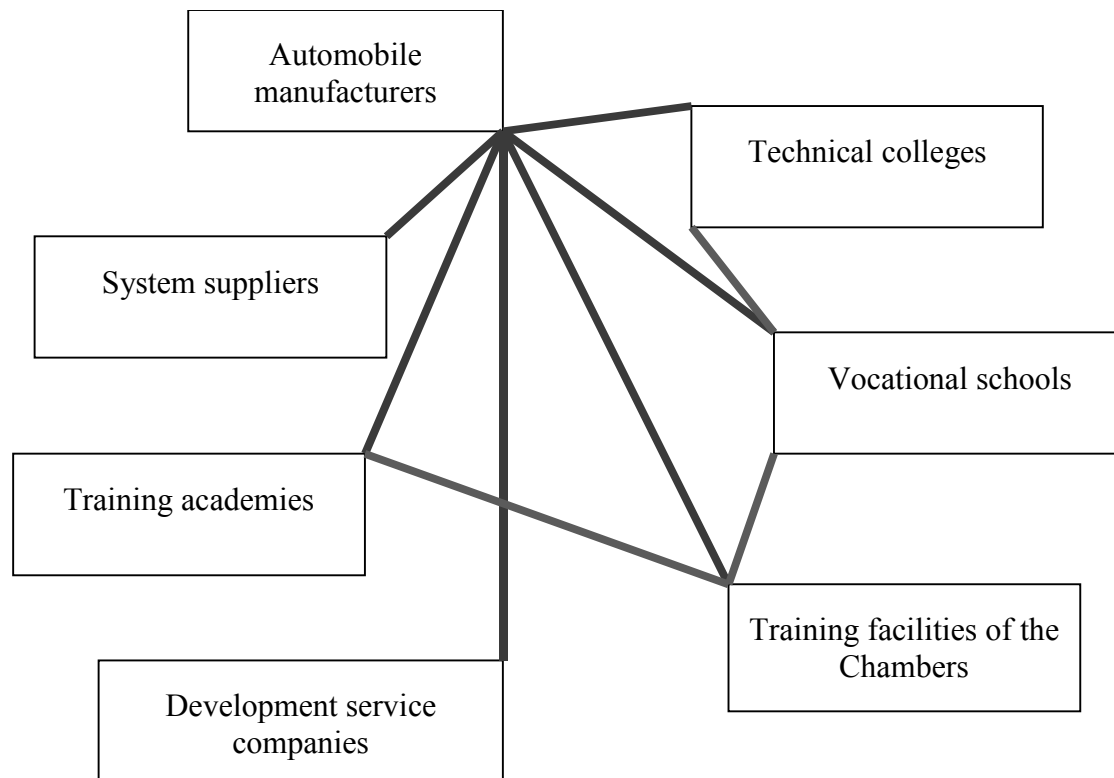 Automobile
manufacturers
Technical colleges
System suppliers
Vocational schools
Training academies
Training facilities of the
Chambers
Development service
companies